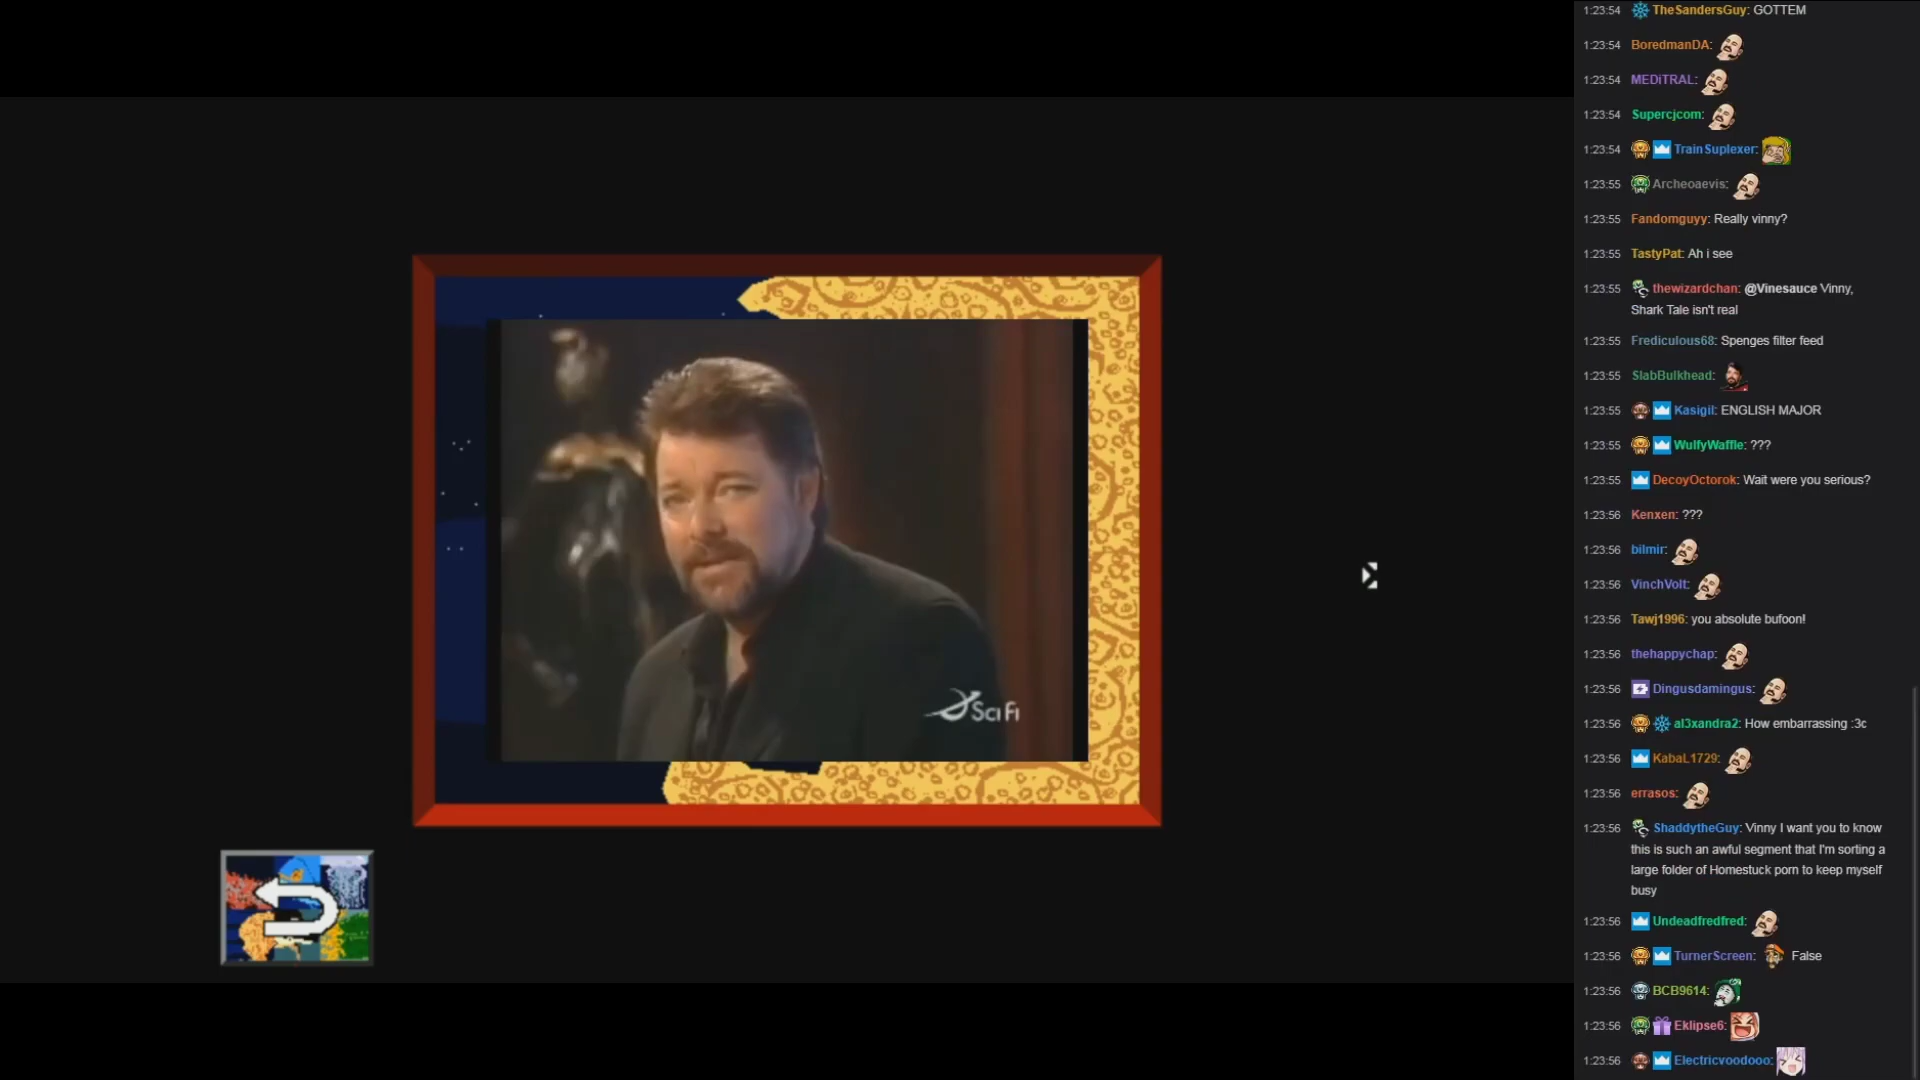 SciFi
1:23:54 TheSandersGuy: GOTTEM
1:23:54 BoredmanDA:
1:23:54 MEDiTRAL:
1:23:54 Supercjcom:
1:23:54 TrainSuplexer:
1:23:55 Archeoaevis:
1:23:55 Fandomguyy: Really vinny?
1:23:55 TastyPat: Ah i see
1:23:55 thewizardchan: @Vinesauce Vinny,
Shark Tale isn't real
1:23:55 Frediculous68: Spenges filter feed
1:23:55 SlabBulkhead:
1:23:55 Kasigil: ENGLISH MAJOR
1:23:55 WulfyWaffle: ???
1:23:55 DecoyOctorok: Wait were you serious?
1:23:56 Kenxen: ???
1:23:56 bilmir:
1:23:56 VinchVolt:
1:23:56 Tawj1996: you absolute bufoon!
1:23:56 thehappychap:
1:23:56 Dingusdamingus:
1:23:56 al3xandra2: How embarrassing :3c
1:23:56 KabaL1729:
1:23:56 errasos:
1:23:56 ShaddytheGuy: Vinny I want you to know
this is such an awful segment that I'm sorting a
large folder of Homestuck porn to keep myself
busy
1:23:56 Undeadfredfred:
1:23:56 TurnerScreen: False
1:23:56 BCB9614:
1:23:56 Eklipse6:
1:23:56 Electricvoodooo: